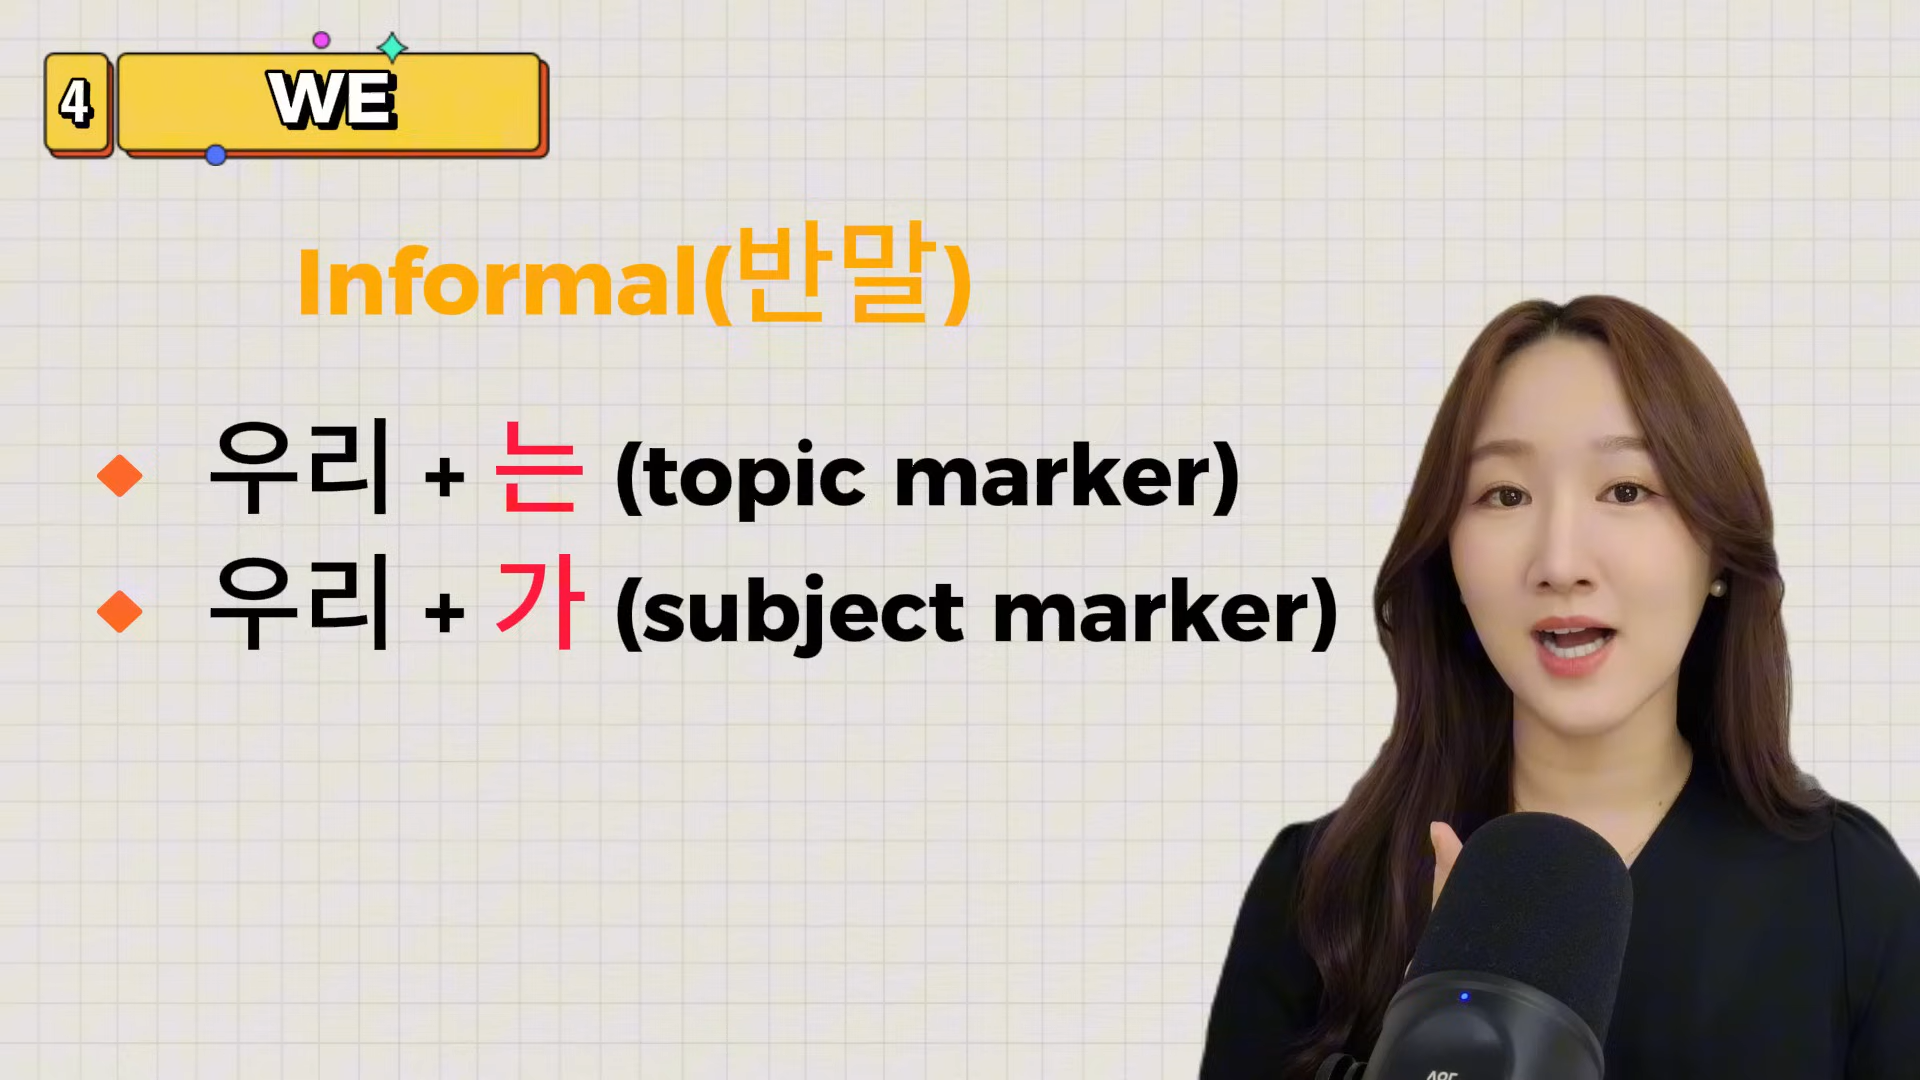 4 WE
Informal(반말)
우리 + 는 (topic marker)
우리 + 가 (subject marker)